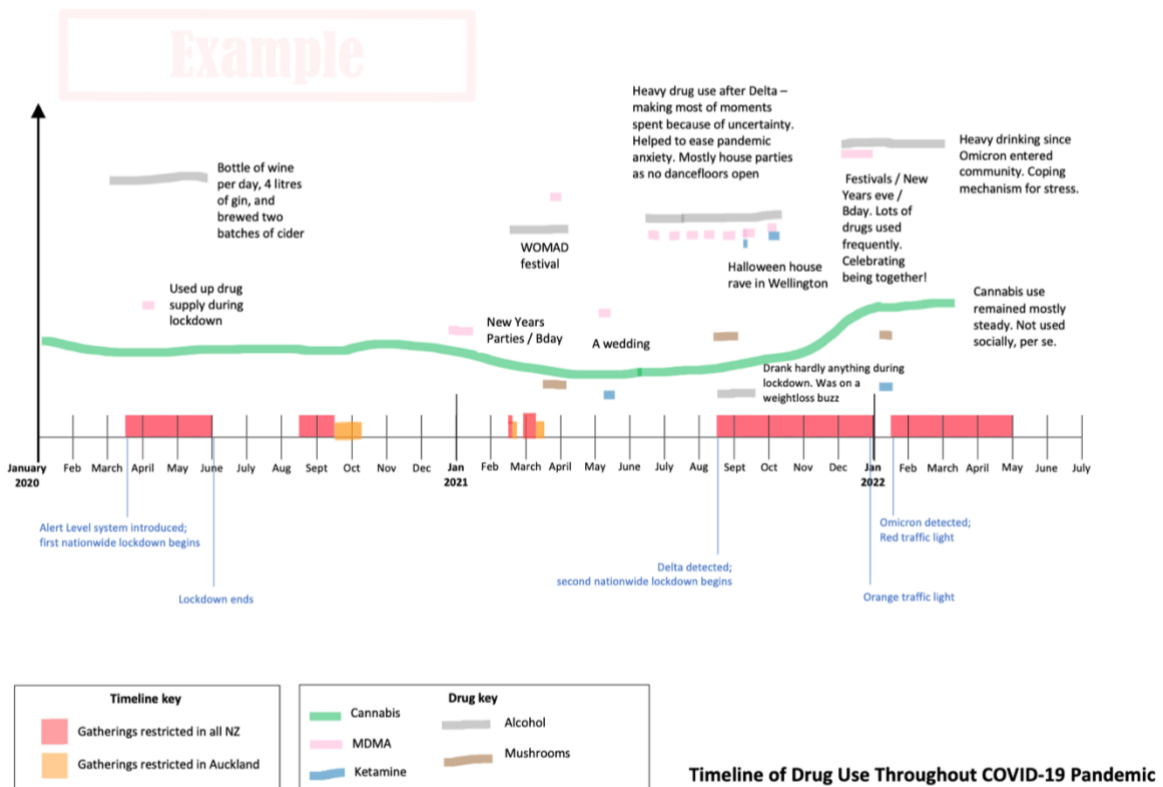 Example
Heavy drug use after Delta –
making most of moments
spent because of uncertainty.
Helped to ease pandemic
anxiety. Mostly house parties
as no dancefloors open
Heavy drinking since
Omicron entered
community. Coping
mechanism for stress.
Bottle of wine
per day, 4 litres
of gin, and
brewed two
batches of cider
Festivals / New
Years eve /
Bday. Lots of
drugs used
frequently.
Celebrating
being together!
WOMAD
festival
Halloween house
rave in Wellington
Used up drug
supply during
lockdown
Cannabis use
remained mostly
steady. Not used
socially, per se.
New Years
Parties / Bday
A wedding
Drank hardly anything during
lockdown. Was on a
weightloss buzz
January Feb March April May June July Aug Sept Oct Nov Dec Jan Feb March April May June July Aug Sept Oct Nov Dec Jan Feb March April May June July
2020 2021 2022
Alert Level system introduced;
first nationwide lockdown begins
Omicron detected;
Red traffic light
Delta detected;
second nationwide lockdown begins
Lockdown ends
Orange traffic light
Timeline key
Gatherings restricted in all NZ
Gatherings restricted in Auckland
Drug key
Cannabis
MDMA
Ketamine
Alcohol
Mushrooms
Timeline of Drug Use Throughout COVID-19 Pandemic